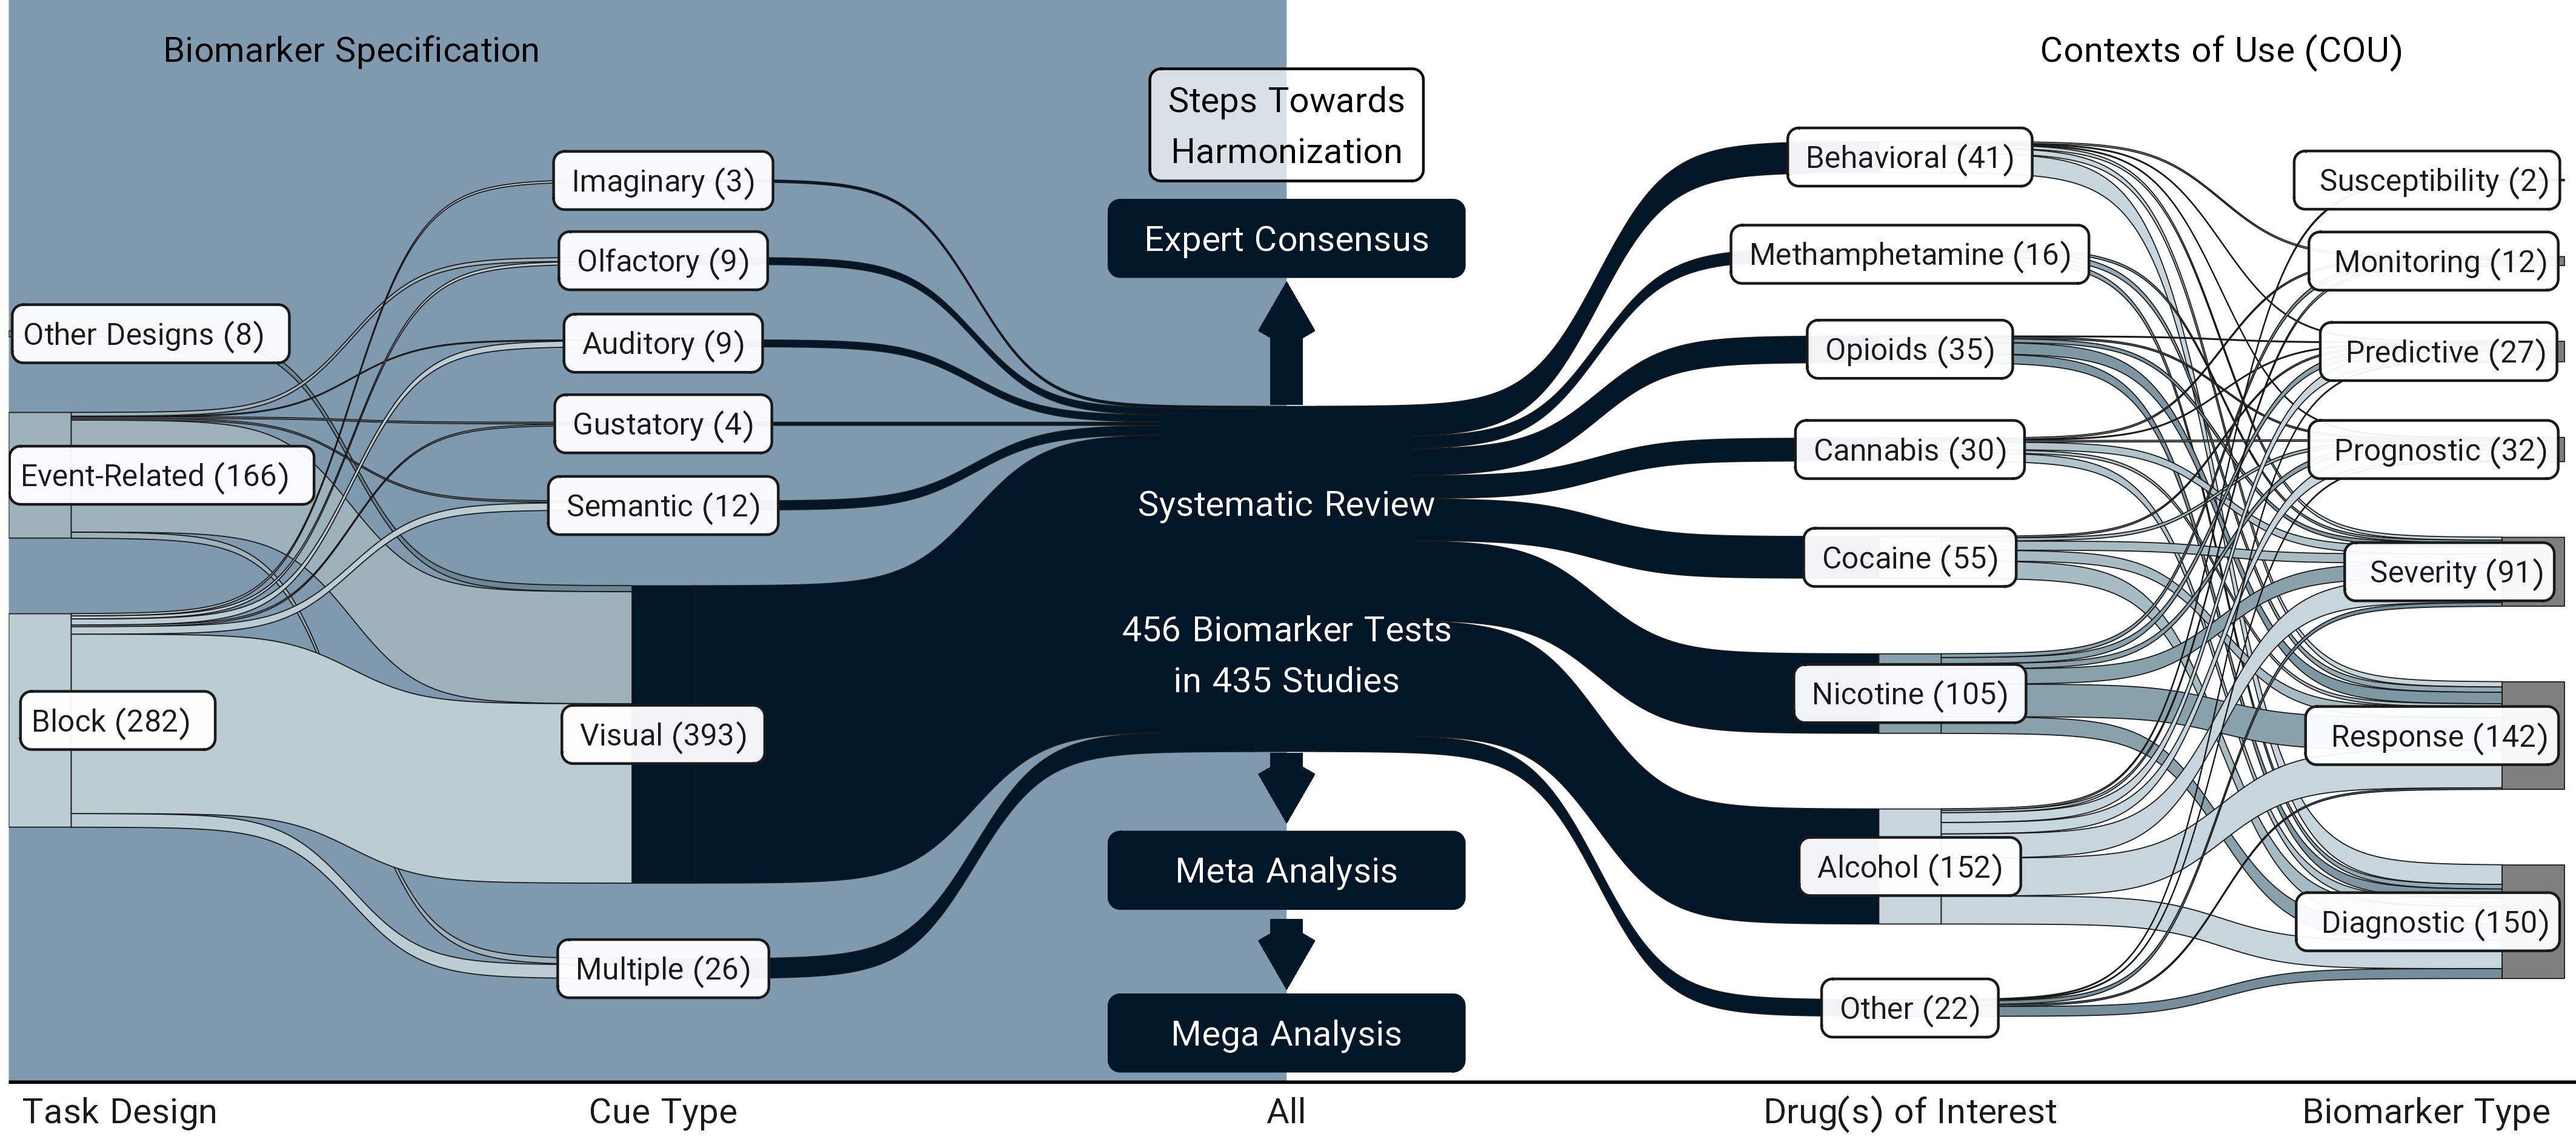 Biomarker Specification
Contexts of Use (COU)
Steps Towards
Harmonization
Expert Consensus
Other Designs (8)
Event-Related (166)
Block (282)
Imaginary (3)
Olfactory (9)
Auditory (9)
Gustatory (4)
Semantic (12)
Visual (393)
Multiple (26)
Systematic Review
456 Biomarker Tests
in 435 Studies
Meta Analysis
Mega Analysis
Behavioral (41)
Methamphetamine (16)
Opioids (35)
Cannabis (30)
Cocaine (55)
Nicotine (105)
Alcohol (152)
Other (22)
Susceptibility (2)
Monitoring (12)
Predictive (27)
Prognostic (32)
Severity (91)
Response (142)
Diagnostic (150)
Task Design
Cue Type
All
Drug(s) of Interest
Biomarker Type